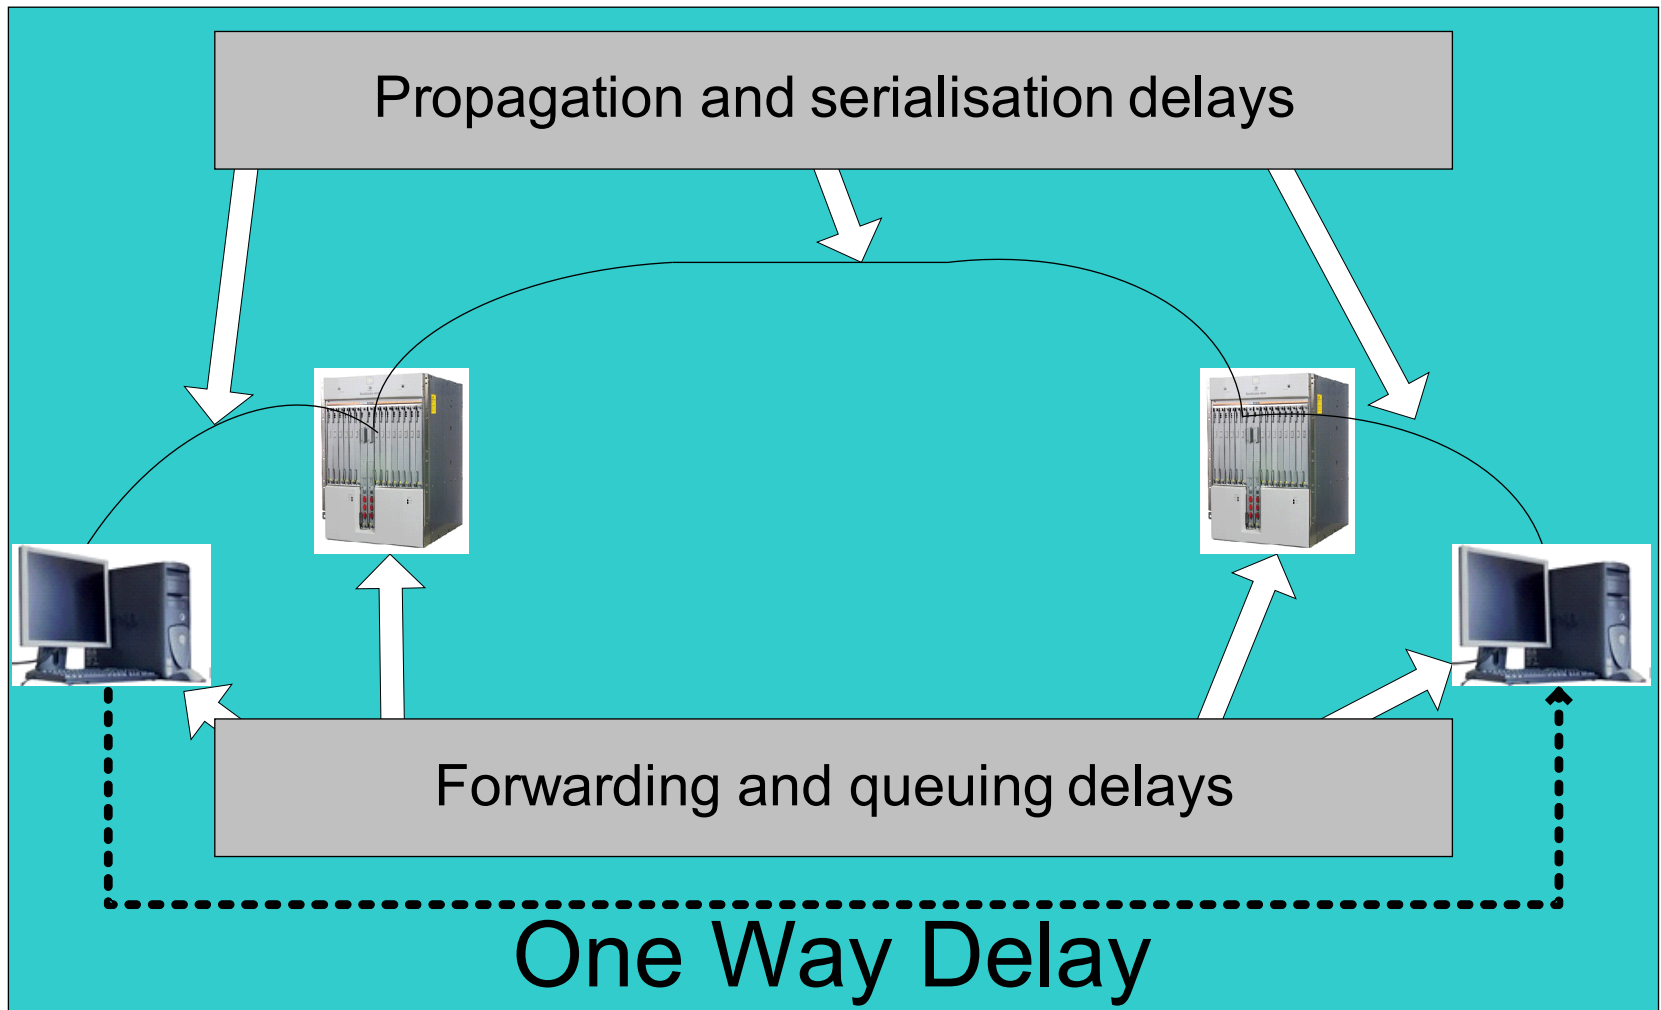 Propagation and serialisation delays
Forwarding and queuing delays
One Way Delay